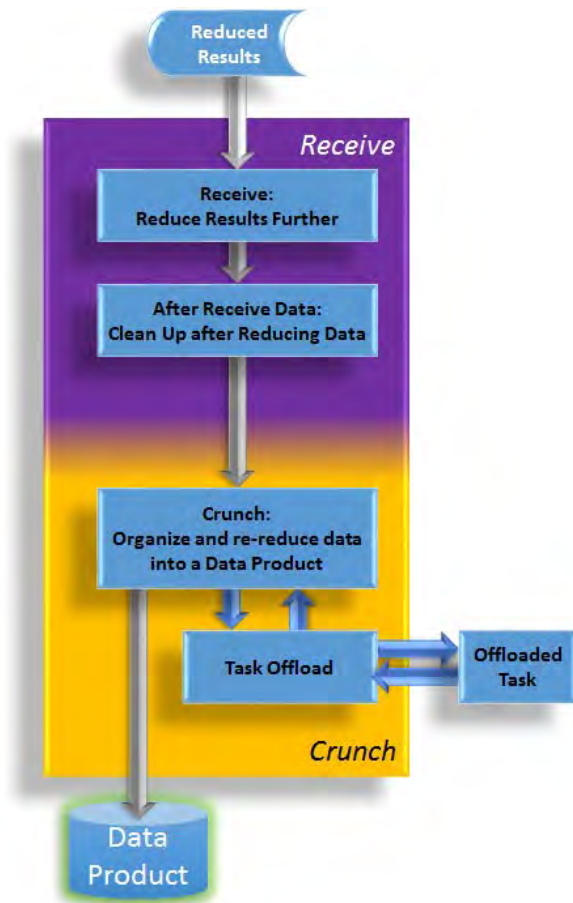 Reduced
Results
Receive
Receive:
Reduce Results Further
After Receive Data:
Clean Up after Reducing Data
Crunch:
Organize and re-reduce data
into a Data Product
Task Offload
Offloaded
Task
Crunch
Data
Product